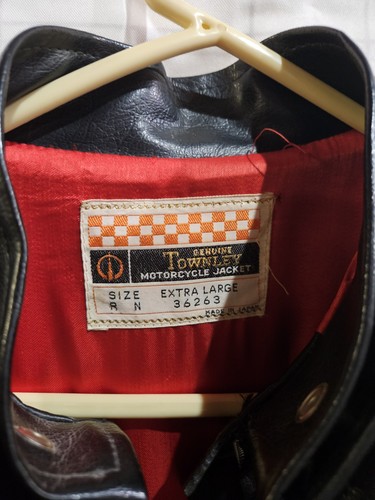 GENUINE
TOWNLEY
MOTORCYCLE JACKET
SIZE EXTRA LARGE
R N 36263